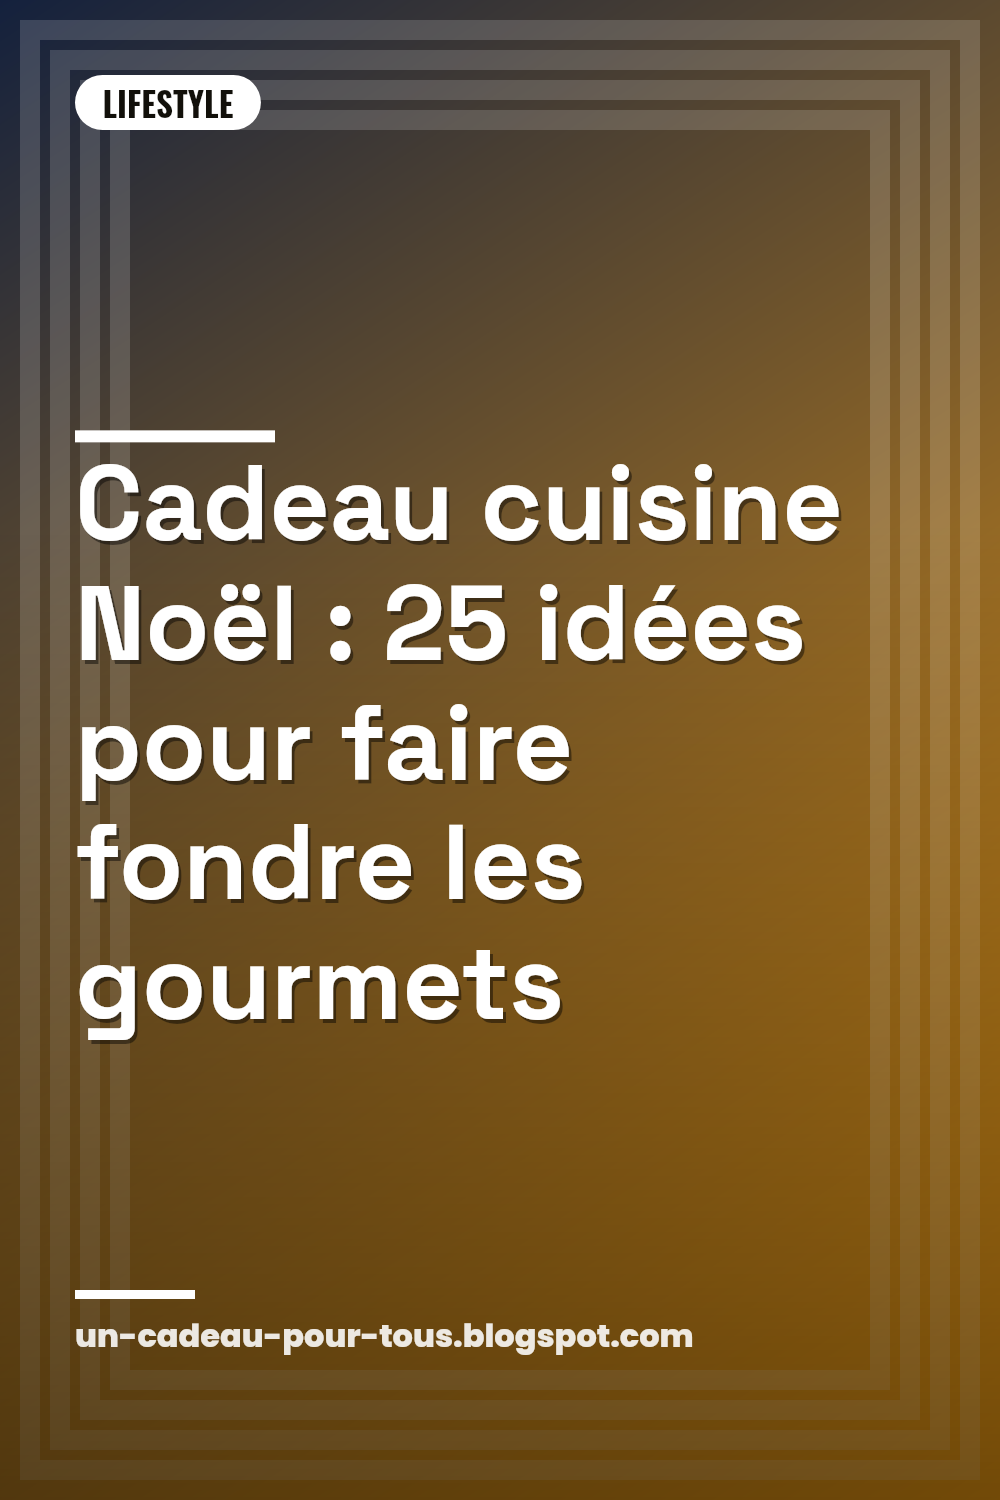 LIFESTYLE
Cadeau cuisine
Noël : 25 idées
pour faire
fondre les
gourmets
un-cadeau-pour-tous.blogspot.com